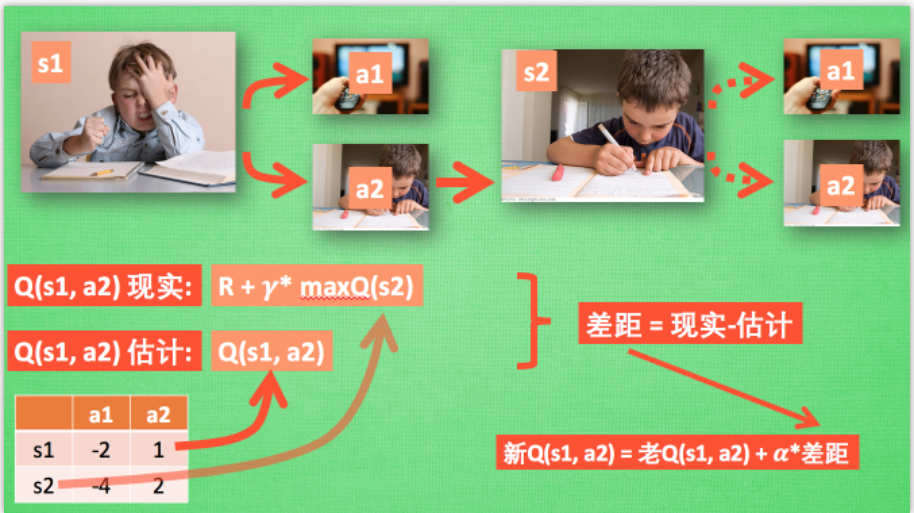 s1
a1
a2
s2
a1
a2
Q(s1, a2) 现实: R + γ* maxQ(s2)
Q(s1, a2) 估计: Q(s1, a2)
差距 = 现实-估计
a1 a2
s1 -2 1
s2 -4 2
新Q(s1, a2) = 老Q(s1, a2) + α*差距